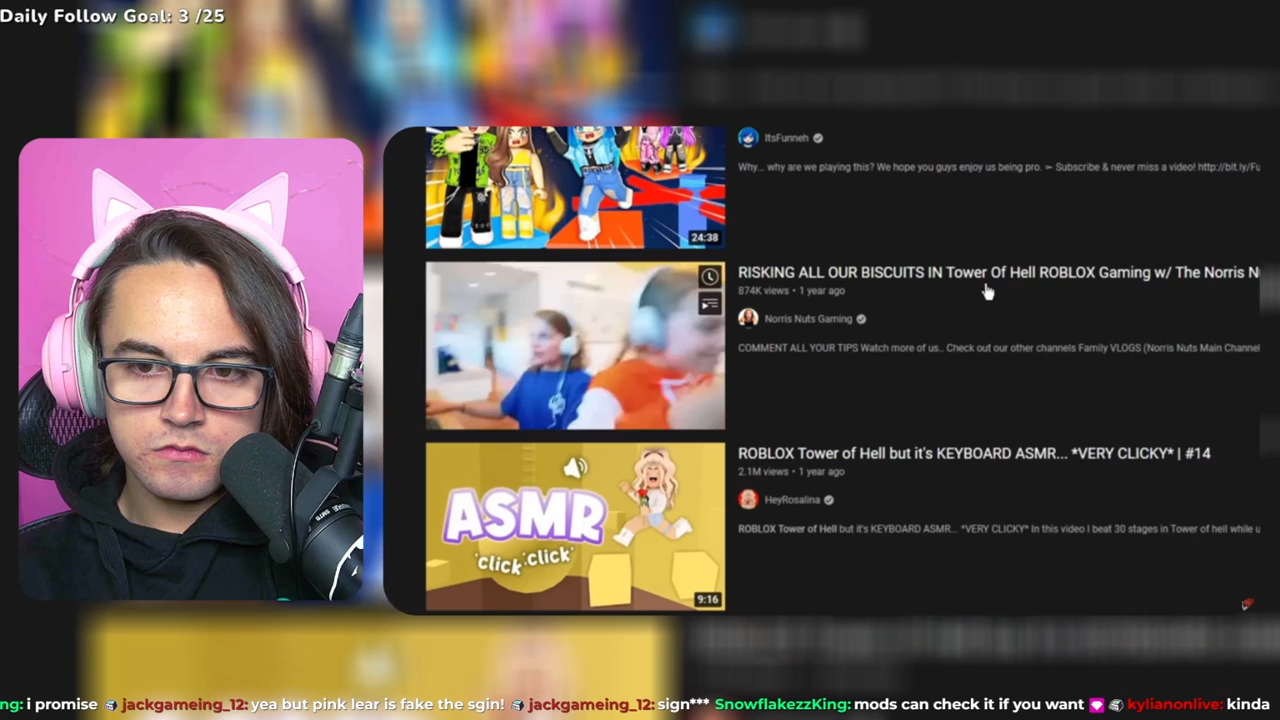 Daily Follow Goal: 3 /25
ItsFunneh
Why... why are we playing this? We hope you guys enjoy us being pro. ➳ Subscribe & never miss a video! http://bit.ly/Fu
24:38
RISKING ALL OUR BISCUITS IN Tower Of Hell ROBLOX Gaming w/ The Norris N
874K views • 1 year ago
Norris Nuts Gaming
COMMENT ALL YOUR TIPS Watch more of us.. Check out our other channels Family VLOGS (Norris Nuts Main Channel
ROBLOX Tower of Hell but it's KEYBOARD ASMR... *VERY CLICKY* | #14
2.1M views • 1 year ago
HeyRosalina
ROBLOX Tower of Hell but it's KEYBOARD ASMR... *VERY CLICKY* In this video I beat 30 stages in Tower of hell while u
ASMR
click click
9:16
ng: i promise jackgameing_12: yea but pink lear is fake the sgin! jackgameing_12: sign*** SnowflakezzKing: mods can check it if you want kylianonlive: kinda